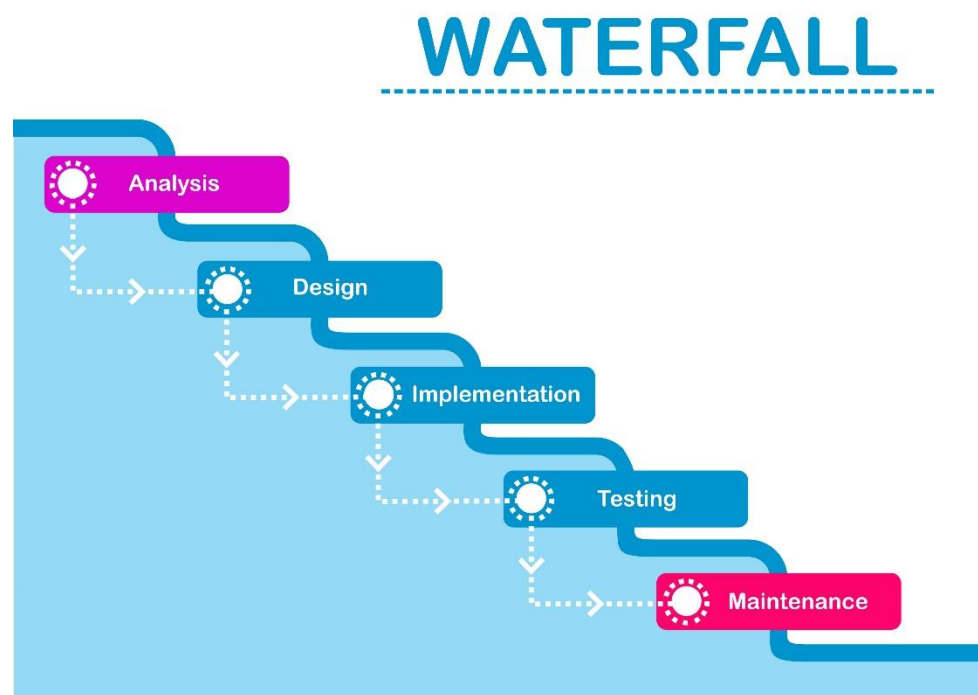 WATERFALL
Analysis
Design
Implementation
Testing
Maintenance